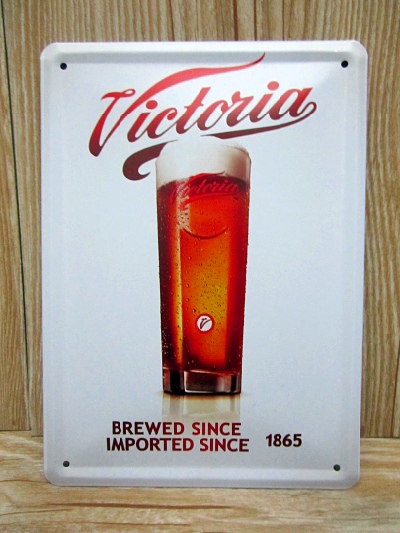 Victoria
Victoria
V
BREWED SINCE
IMPORTED SINCE 1865